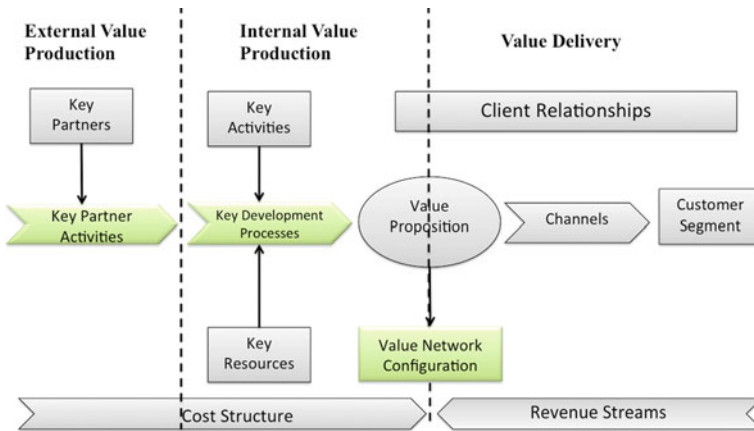 External Value
Production
Internal Value
Production
Value Delivery
Key
Partners
Key
Activities
Client Relationships
Key Partner
Activities
Key Development
Processes
Value
Proposition
Channels
Customer
Segment
Key
Resources
Value Network
Configuration
Cost Structure
Revenue Streams